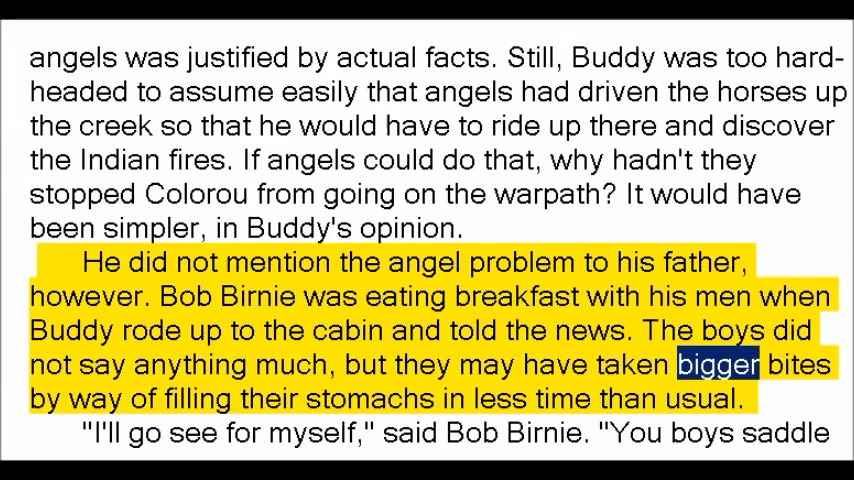 angels was justified by actual facts. Still, Buddy was too hard-
headed to assume easily that angels had driven the horses up
the creek so that he would have to ride up there and discover
the Indian fires. If angels could do that, why hadn't they
stopped Colorou from going on the warpath? It would have
been simpler, in Buddy's opinion.
He did not mention the angel problem to his father,
however. Bob Birnie was eating breakfast with his men when
Buddy rode up to the cabin and told the news. The boys did
not say anything much, but they may have taken bigger bites
by way of filling their stomachs in less time than usual.
"I'll go see for myself," said Bob Birnie. "You boys saddle